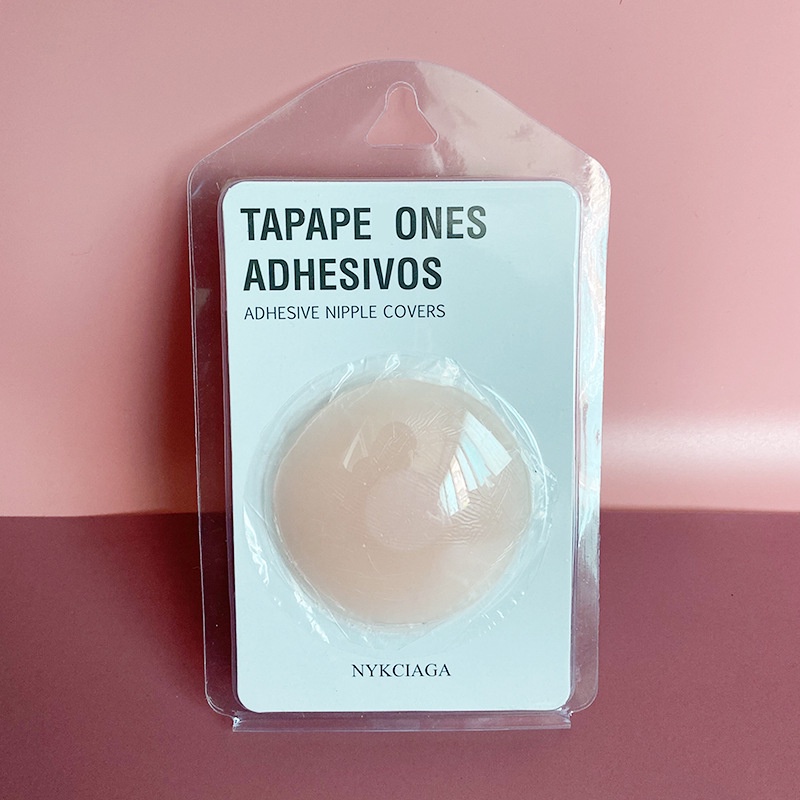 TAPAPE ONES
ADHESIVOS
ADHESIVE NIPPLE COVERS
NYKCIAGA